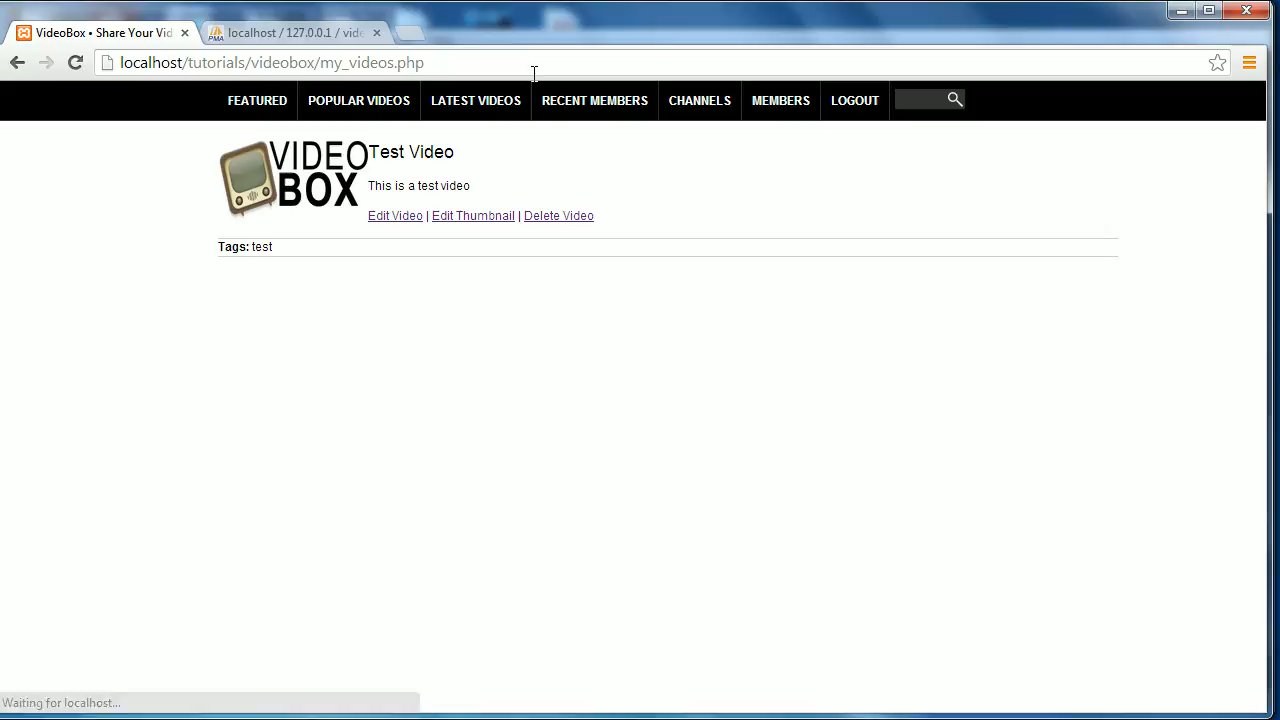 VideoBox • Share Your Vid
localhost / 127.0.0.1 / vide
localhost/tutorials/videobox/my_videos.php
FEATURED POPULAR VIDEOS LATEST VIDEOS RECENT MEMBERS CHANNELS MEMBERS LOGOUT
VIDEO
BOX
Test Video
This is a test video
Edit Video | Edit Thumbnail | Delete Video
Tags: test
Waiting for localhost...